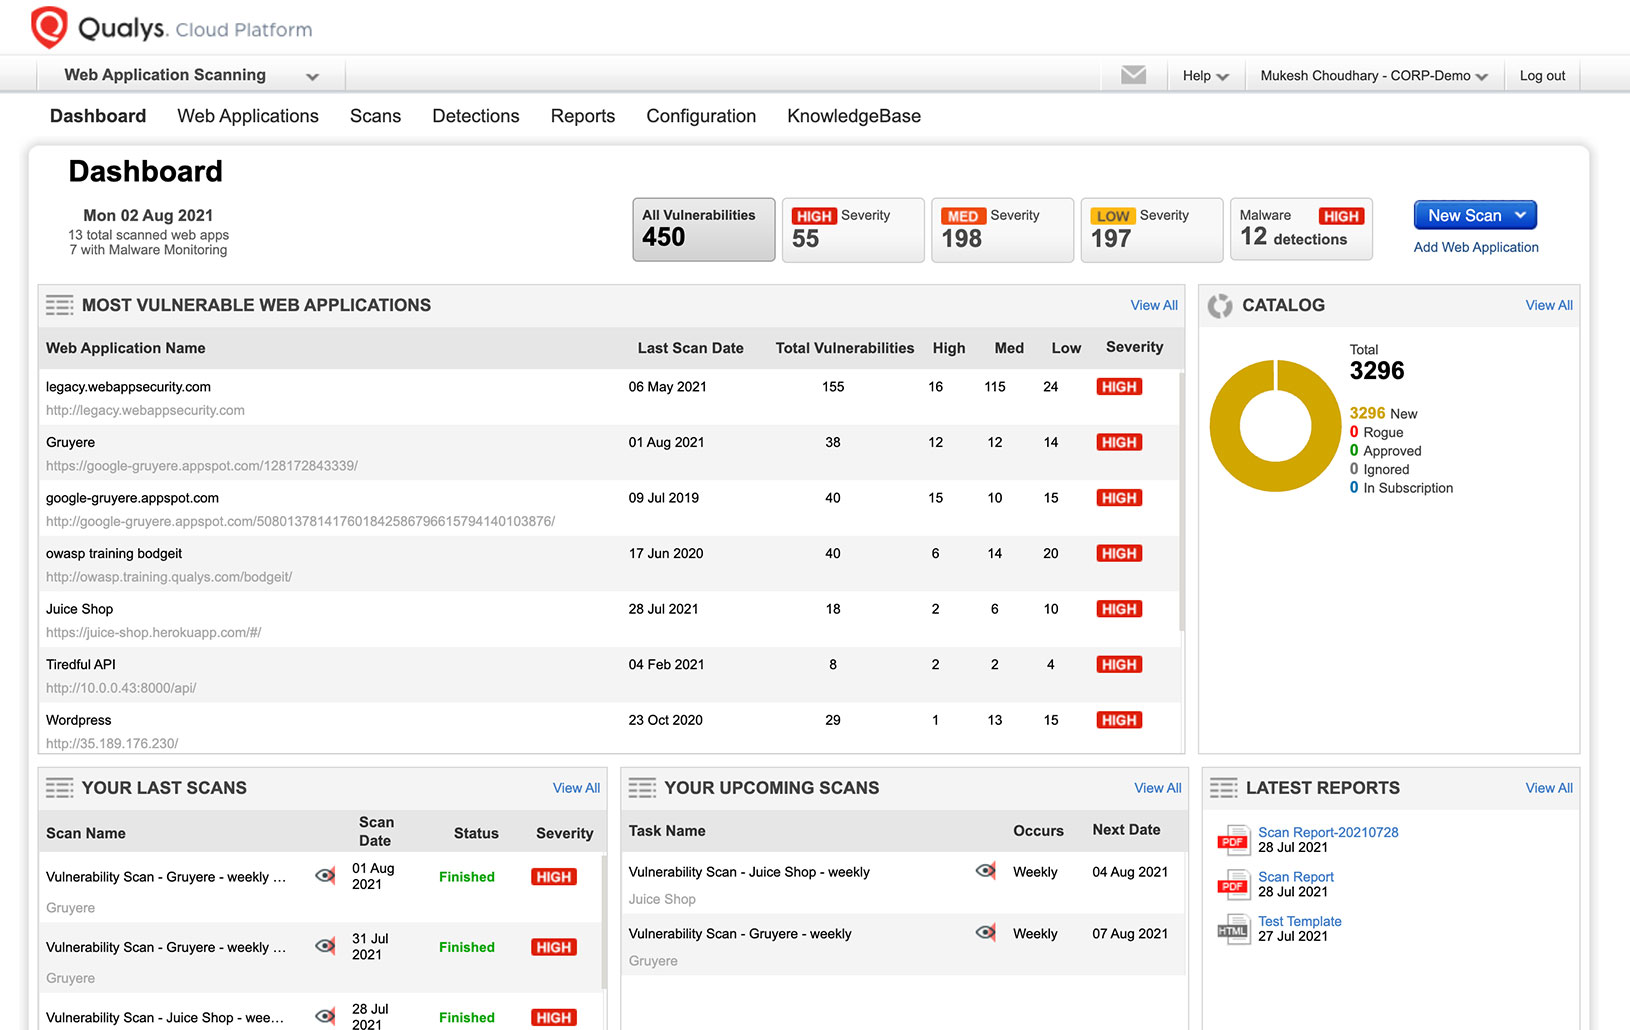 Qualys. Cloud Platform
Web Application Scanning
Help
Mukesh Choudhary - CORP-Demo
Log out
Dashboard Web Applications Scans Detections Reports Configuration KnowledgeBase
Dashboard
Mon 02 Aug 2021
13 total scanned web apps
7 with Malware Monitoring
All Vulnerabilities
450
HIGH Severity
55
MED Severity
198
LOW Severity
197
Malware HIGH
12 detections
New Scan
Add Web Application
MOST VULNERABLE WEB APPLICATIONS View All
Web Application Name Last Scan Date Total Vulnerabilities High Med Low Severity
legacy.webappsecurity.com 06 May 2021 155 16 115 24 HIGH
http://legacy.webappsecurity.com
Gruyere 01 Aug 2021 38 12 12 14 HIGH
https://google-gruyere.appspot.com/128172843339/
google-gruyere.appspot.com 09 Jul 2019 40 15 10 15 HIGH
http://google-gruyere.appspot.com/508013781417601842586796615794140103876/
owasp training bodgeit 17 Jun 2020 40 6 14 20 HIGH
http://owasp.training.qualys.com/bodgeit/
Juice Shop 28 Jul 2021 18 2 6 10 HIGH
https://juice-shop.herokuapp.com/#/
Tiredful API 04 Feb 2021 8 2 2 4 HIGH
http://10.0.0.43:8000/api/
Wordpress 23 Oct 2020 29 1 13 15 HIGH
http://35.189.176.230/
CATALOG View All
Total
3296
3296 New
0 Rogue
0 Approved
0 Ignored
0 In Subscription
YOUR LAST SCANS View All
Scan Name Scan Date Status Severity
Vulnerability Scan - Gruyere - weekly ... 01 Aug 2021 Finished HIGH
Gruyere
Vulnerability Scan - Gruyere - weekly ... 31 Jul 2021 Finished HIGH
Gruyere
Vulnerability Scan - Juice Shop - wee... 28 Jul 2021 Finished HIGH
YOUR UPCOMING SCANS View All
Task Name Occurs Next Date
Vulnerability Scan - Juice Shop - weekly Weekly 04 Aug 2021
Juice Shop
Vulnerability Scan - Gruyere - weekly Weekly 07 Aug 2021
Gruyere
LATEST REPORTS View All
PDF Scan Report-20210728
28 Jul 2021
PDF Scan Report
28 Jul 2021
HTML Test Template
27 Jul 2021